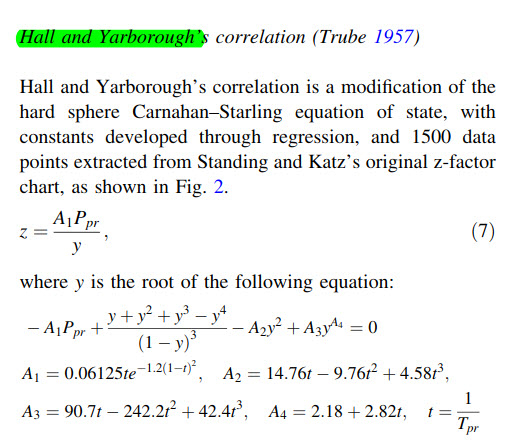 Hall and Yarborough's correlation (Trube 1957)
Hall and Yarborough's correlation is a modification of the
hard sphere Carnahan–Starling equation of state, with
constants developed through regression, and 1500 data
points extracted from Standing and Katz's original z-factor
chart, as shown in Fig. 2.
z = \frac{A_1 P_{pr}}{y}, (7)
where y is the root of the following equation:
-A_1 P_{pr} + \frac{y + y^2 + y^3 - y^4}{(1 - y)^3} - A_2 y^2 + A_3 y^{A_4} = 0
A_1 = 0.06125te^{-1.2(1-t)^2}, A_2 = 14.76t - 9.76t^2 + 4.58t^3,
A_3 = 90.7t - 242.2t^2 + 42.4t^3, A_4 = 2.18 + 2.82t, t = \frac{1}{T_{pr}}